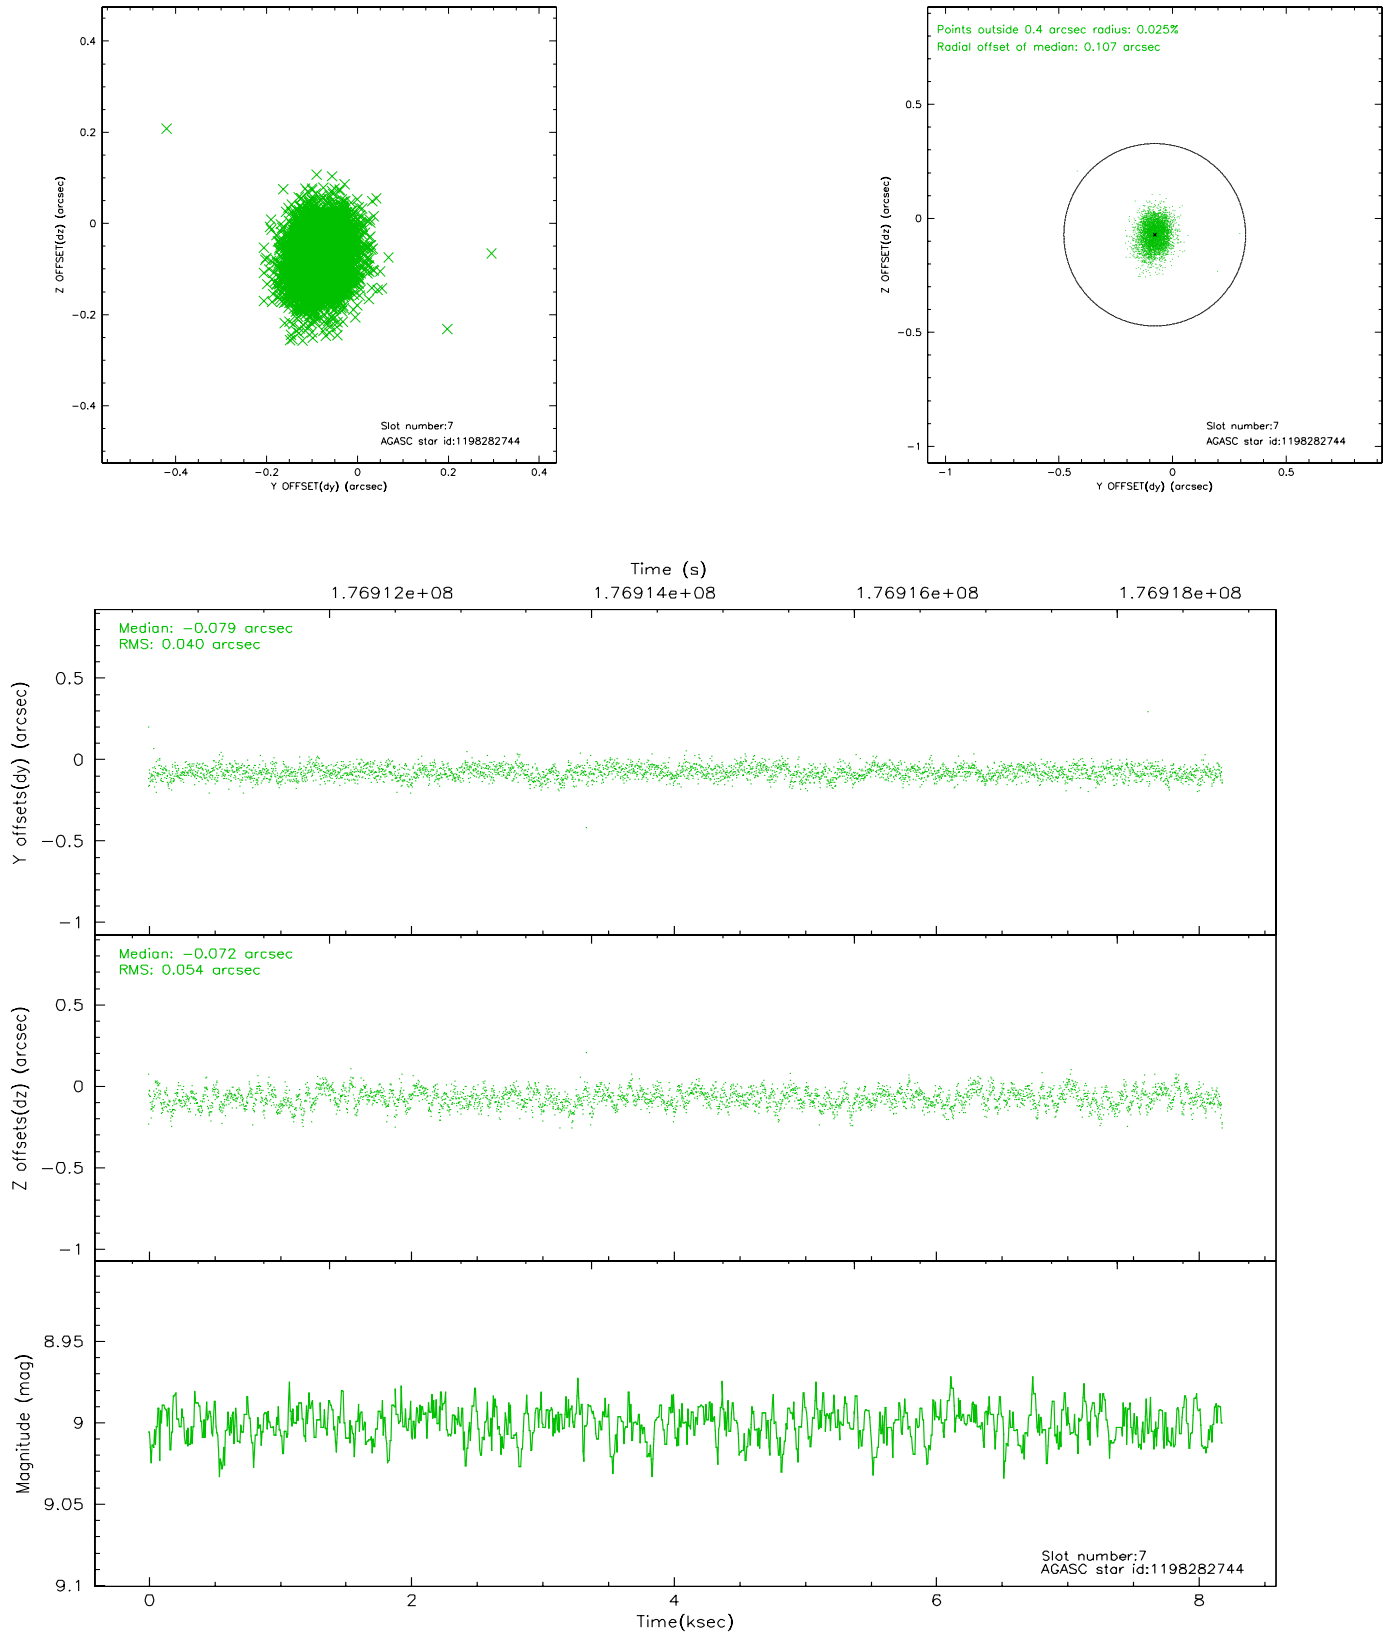 0.4
0.2
0
−0.2
−0.4
Z OFFSET(dz) (arcsec)
Slot number:7
AGASC star id:1198282744
−0.4 −0.2 0 0.2 0.4
Y OFFSET(dy) (arcsec)
Points outside 0.4 arcsec radius: 0.025%
Radial offset of median: 0.107 arcsec
0.5
0
−0.5
−1
Z OFFSET(dz) (arcsec)
Slot number:7
AGASC star id:1198282744
−1 −0.5 0 0.5
Y OFFSET(dy) (arcsec)
Time (s)
1.76912e+08 1.76914e+08 1.76916e+08 1.76918e+08
Median: −0.079 arcsec
RMS: 0.040 arcsec
0.5
0
−0.5
−1
Y offsets(dy) (arcsec)
Median: −0.072 arcsec
RMS: 0.054 arcsec
0.5
0
−0.5
−1
Z offsets(dz) (arcsec)
8.95
9
9.05
9.1
Magnitude (mag)
Slot number:7
AGASC star id:1198282744
0 2 4 6 8
Time(ksec)